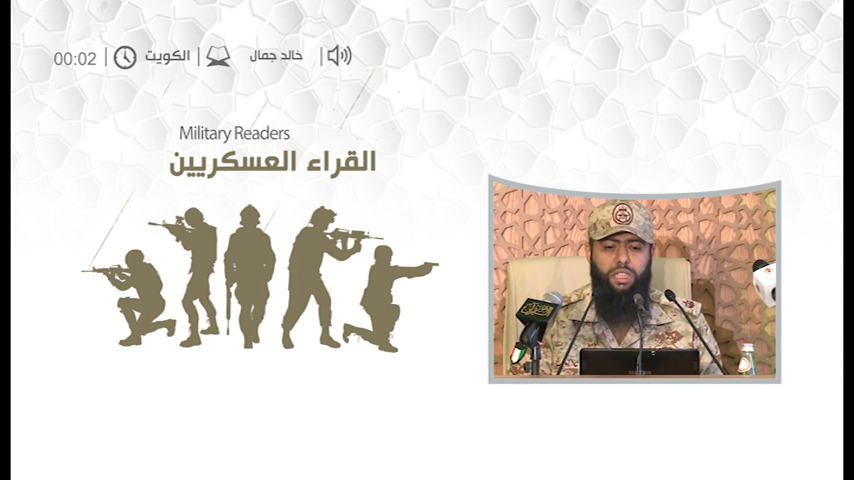 خالد جمال | الكويت | 00:02
Military Readers
القراء العسكريين